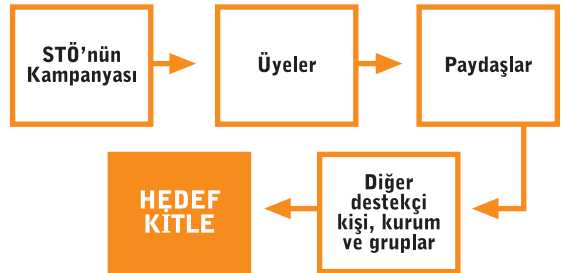 STÖ’nün
Kampanyası
Üyeler
Paydaşlar
Diğer
destekçi
kişi, kurum
ve gruplar
HEDEF
KİTLE